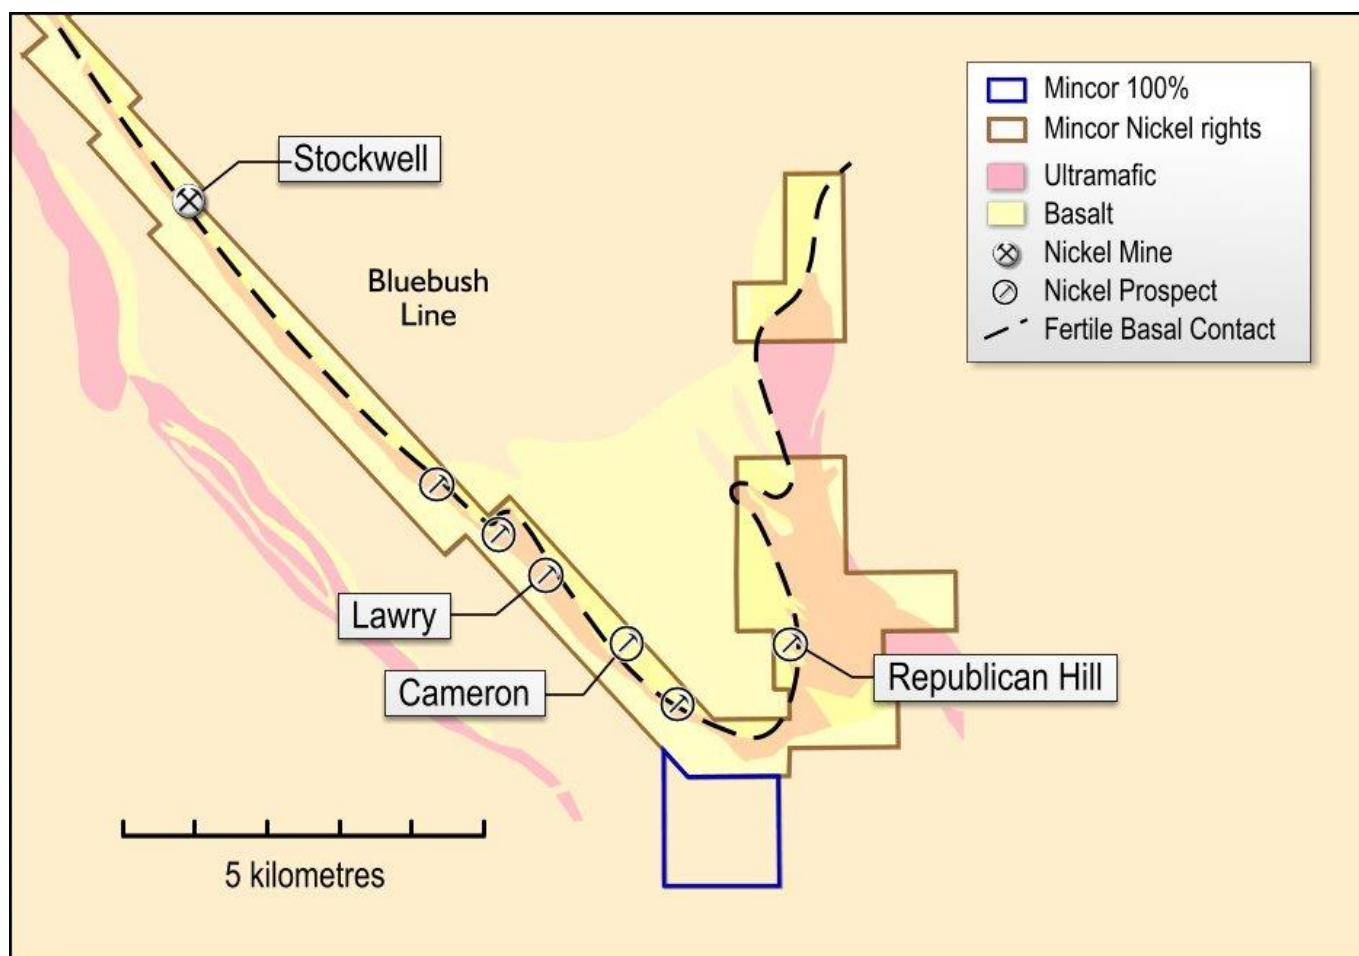 Stockwell
Bluebush
Line
Lawry
Cameron
Republican Hill
5 kilometres
Mincor 100%
Mincor Nickel rights
Ultramafic
Basalt
Nickel Mine
Nickel Prospect
Fertile Basal Contact